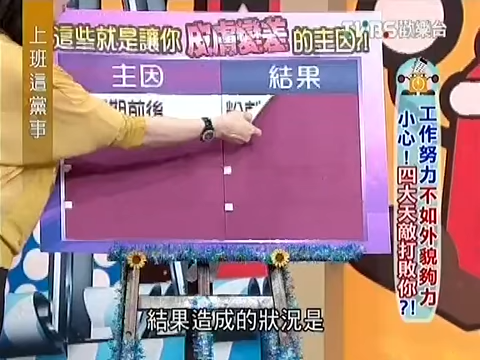 這些就是讓你皮膚變差的主因?!
TVBS歡樂台
上班這黨事
主因
結果
期前後
工作努力不如外貌夠力
小心!四大天敵打敗你?!
結果造成的狀況是